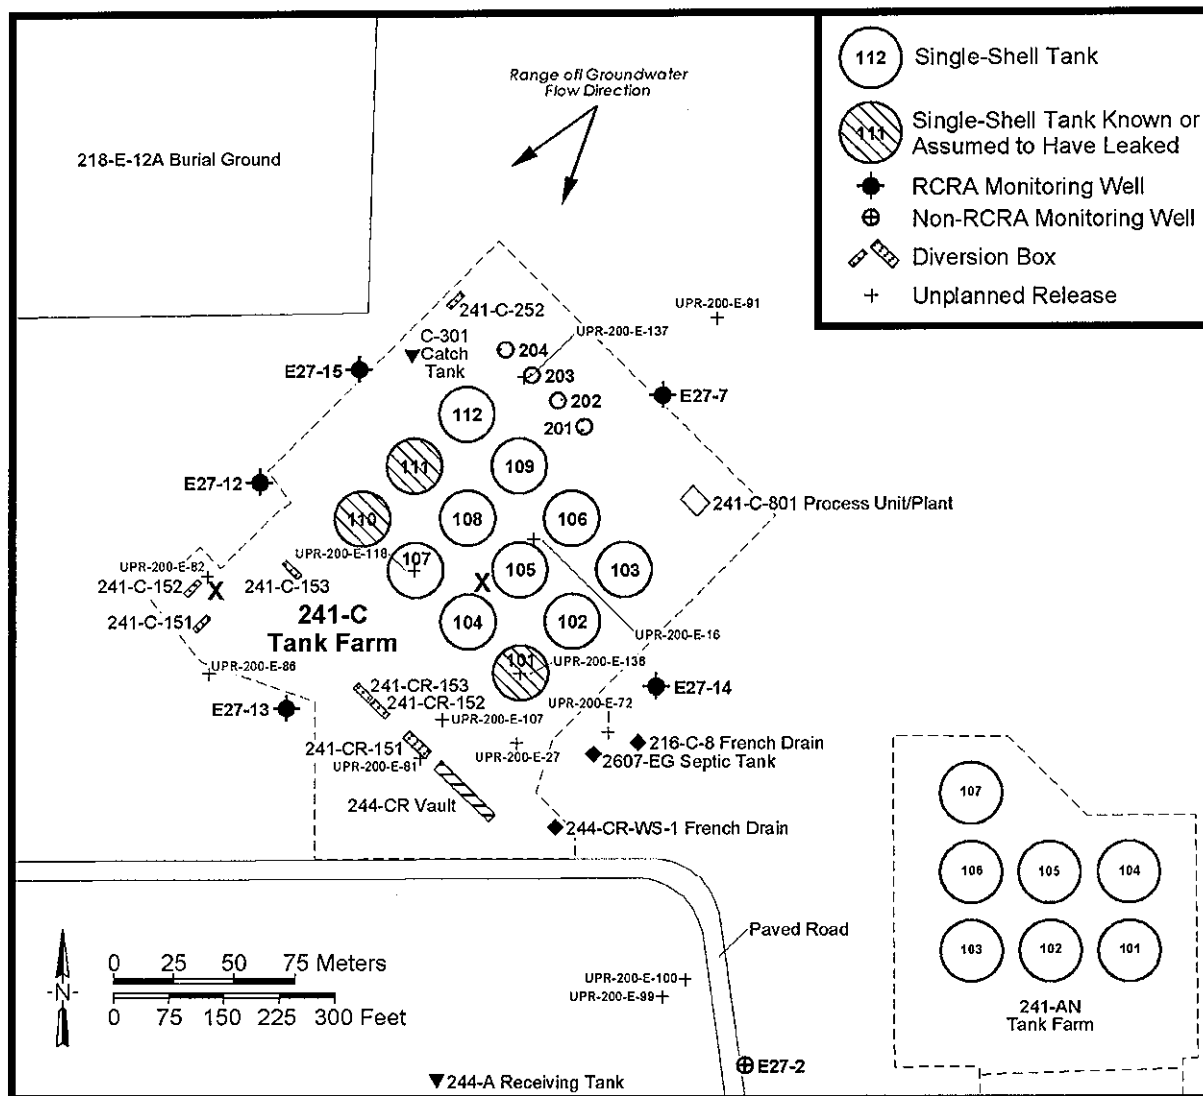 112 Single-Shell Tank
111 Single-Shell Tank Known or
Assumed to Have Leaked
RCRA Monitoring Well
Non-RCRA Monitoring Well
Diversion Box
Unplanned Release
Range off Groundwater
Flow Direction
218-E-12A Burial Ground
241-C-252
UPR-200-E-91
UPR-200-E-137
C-301
Catch
Tank
204
203
202
201
E27-15
E27-7
112
111
109
E27-12
241-C-801 Process Unit/Plant
110
108
106
UPR-200-E-118
107
105
103
UPR-200-E-82
241-C-152
X
241-C-153
X
241-C-151
241-C
Tank Farm
104
102
UPR-200-E-16
UPR-200-E-86
101
UPR-200-E-136
241-CR-153
241-CR-152
E27-14
E27-13
UPR-200-E-72
UPR-200-E-107
241-CR-151
UPR-200-E-81
UPR-200-E-27
216-C-8 French Drain
2607-EG Septic Tank
244-CR Vault
244-CR-WS-1 French Drain
107
106
105
104
103
102
101
241-AN
Tank Farm
Paved Road
-N-
0 25 50 75 Meters
0 75 150 225 300 Feet
UPR-200-E-100
UPR-200-E-99
E27-2
244-A Receiving Tank